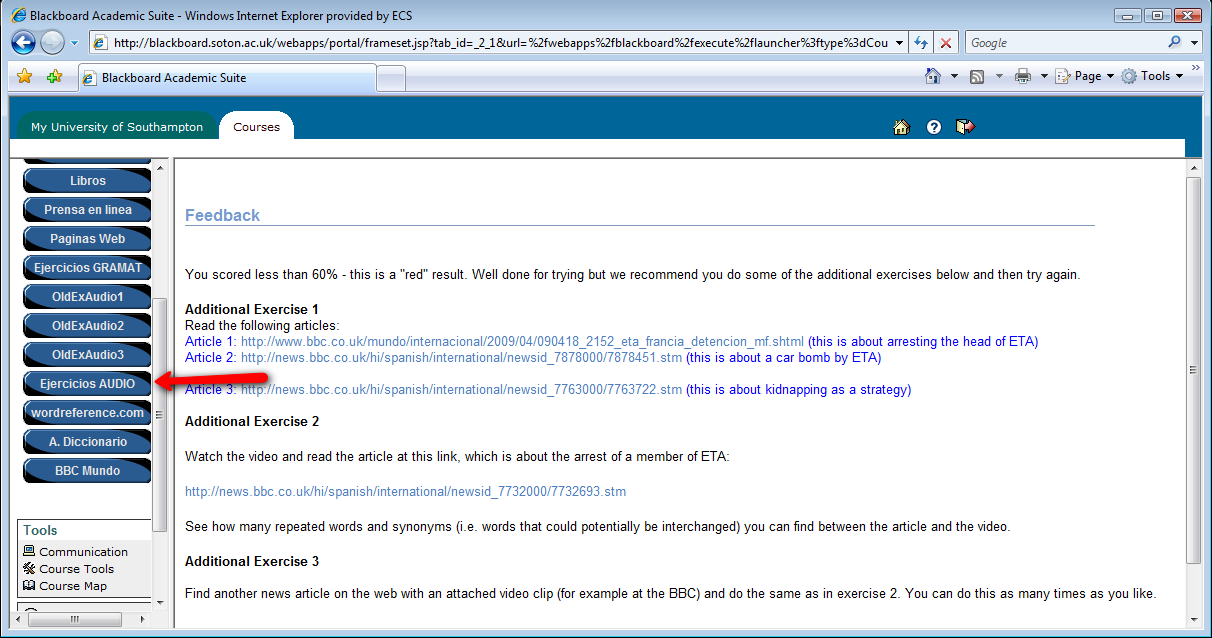 Blackboard Academic Suite - Windows Internet Explorer provided by ECS
http://blackboard.soton.ac.uk/webapps/portal/frameset.jsp?tab_id=_2_1&url=%2fwebapps%2fblackboard%2fexecute%2flauncher%3ftype%3dCou
Google
Blackboard Academic Suite
Page
Tools
My University of Southampton
Courses
Libros
Prensa en linea
Paginas Web
Ejercicios GRAMAT
OldExAudio1
OldExAudio2
OldExAudio3
Ejercicios AUDIO
wordreference.com
A. Diccionario
BBC Mundo
Tools
Communication
Course Tools
Course Map
Feedback
You scored less than 60% - this is a "red" result. Well done for trying but we recommend you do some of the additional exercises below and then try again.
Additional Exercise 1
Read the following articles:
Article 1: http://www.bbc.co.uk/mundo/internacional/2009/04/090418_2152_eta_francia_detencion_mf.shtml (this is about arresting the head of ETA)
Article 2: http://news.bbc.co.uk/hi/spanish/international/newsid_7878000/7878451.stm (this is about a car bomb by ETA)
Article 3: http://news.bbc.co.uk/hi/spanish/international/newsid_7763000/7763722.stm (this is about kidnapping as a strategy)
Additional Exercise 2
Watch the video and read the article at this link, which is about the arrest of a member of ETA:
http://news.bbc.co.uk/hi/spanish/international/newsid_7732000/7732693.stm
See how many repeated words and synonyms (i.e. words that could potentially be interchanged) you can find between the article and the video.
Additional Exercise 3
Find another news article on the web with an attached video clip (for example at the BBC) and do the same as in exercise 2. You can do this as many times as you like.